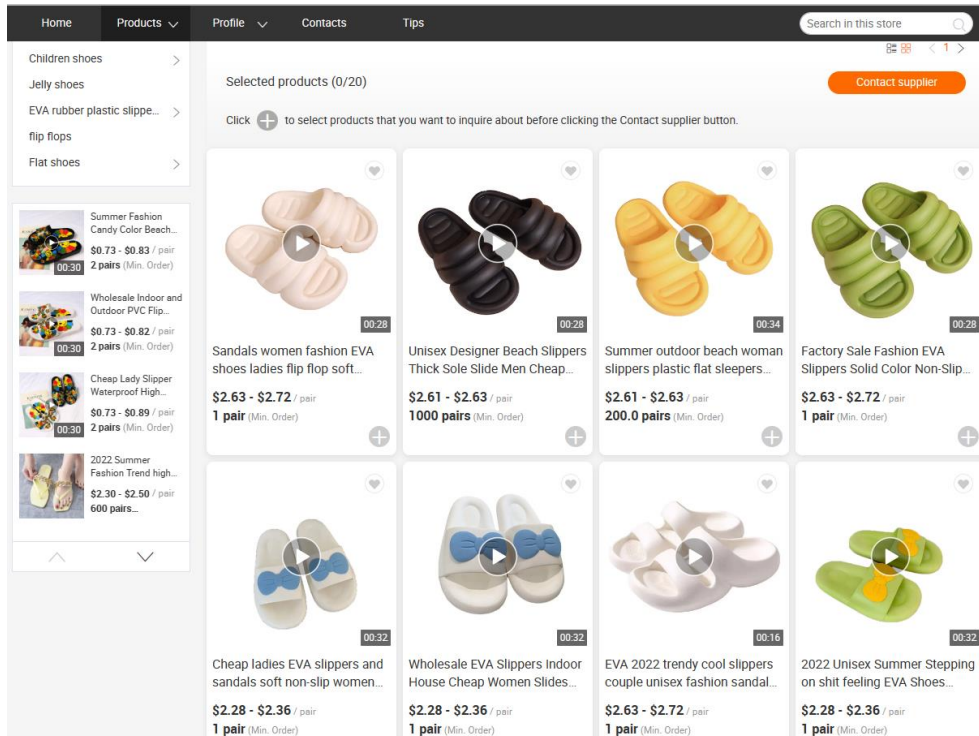 Home
Products
Profile
Contacts
Tips
Search in this store
Children shoes
Jelly shoes
EVA rubber plastic slippe...
flip flops
Flat shoes
1
Selected products (0/20)
Contact supplier
Click + to select products that you want to inquire about before clicking the Contact supplier button.
00:30
Summer Fashion
Candy Color Beach...
$0.73 - $0.83 / pair
2 pairs (Min. Order)
00:30
Wholesale Indoor and
Outdoor PVC Flip...
$0.73 - $0.82 / pair
2 pairs (Min. Order)
00:30
Cheap Lady Slipper
Waterproof High...
$0.73 - $0.89 / pair
2 pairs (Min. Order)
2022 Summer
Fashion Trend high...
$2.30 - $2.50 / pair
600 pairs...
00:28
Sandals women fashion EVA
shoes ladies flip flop soft...
$2.63 - $2.72 / pair
1 pair (Min. Order)
00:28
Unisex Designer Beach Slippers
Thick Sole Slide Men Cheap...
$2.61 - $2.63 / pair
1000 pairs (Min. Order)
00:34
Summer outdoor beach woman
slippers plastic flat sleepers...
$2.61 - $2.63 / pair
200.0 pairs (Min. Order)
00:28
Factory Sale Fashion EVA
Slippers Solid Color Non-Slip...
$2.63 - $2.72 / pair
1 pair (Min. Order)
00:32
Cheap ladies EVA slippers and
sandals soft non-slip women...
$2.28 - $2.36 / pair
1 pair (Min. Order)
00:32
Wholesale EVA Slippers Indoor
House Cheap Women Slides...
$2.28 - $2.36 / pair
1 pair (Min. Order)
00:16
EVA 2022 trendy cool slippers
couple unisex fashion sandal...
$2.63 - $2.72 / pair
1 pair (Min. Order)
00:32
2022 Unisex Summer Stepping
on shit feeling EVA Shoes...
$2.28 - $2.36 / pair
1 pair (Min. Order)